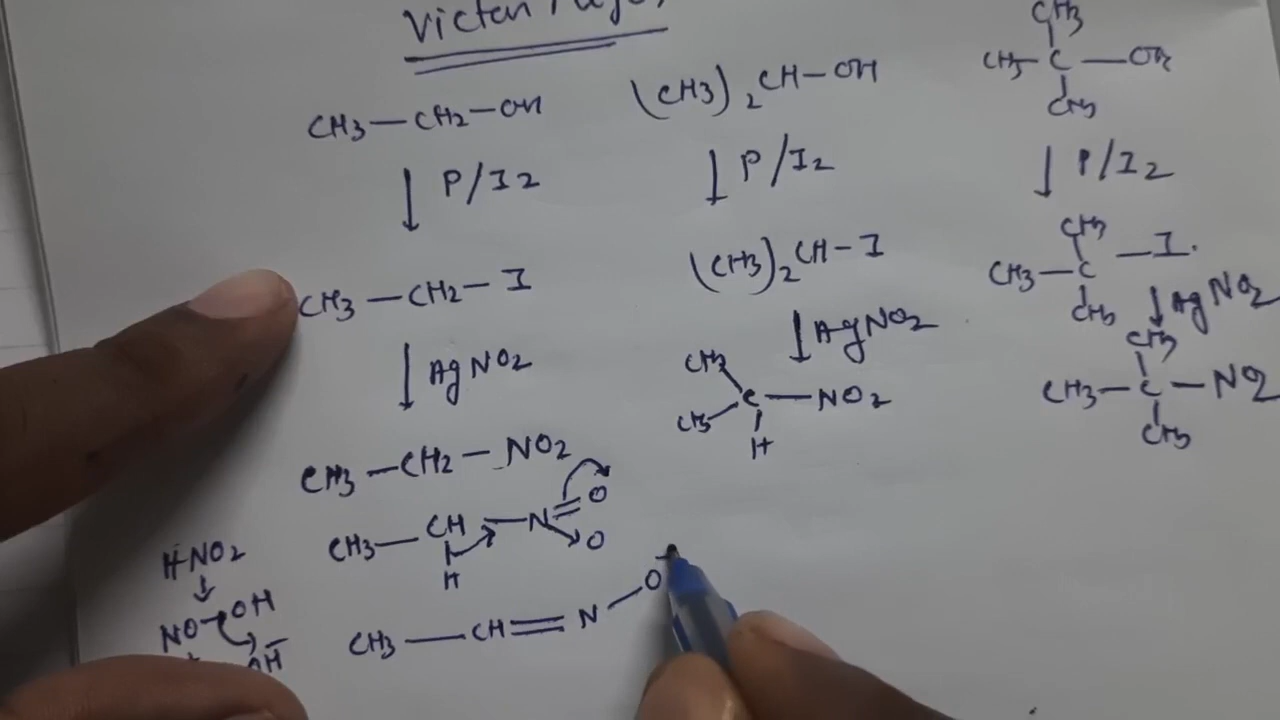 Victor
CH3—CH2—OH
(CH3)2CH—OH
CH3
CH3—C—OH
CH3
↓ P/I2
↓ P/I2
↓ P/I2
CH3—CH2—I
(CH3)2CH—I
CH3
CH3—C—I.
CH3
↓ AgNO2
↓ AgNO2
↓ AgNO2
CH3—CH2—NO2
CH3
CH3 C—NO2
H
CH3
CH3—C—NO2
CH3
CH3—CH—N=O
O
H
HNO2
↓
NO—OH
OH
CH3—CH=N—O